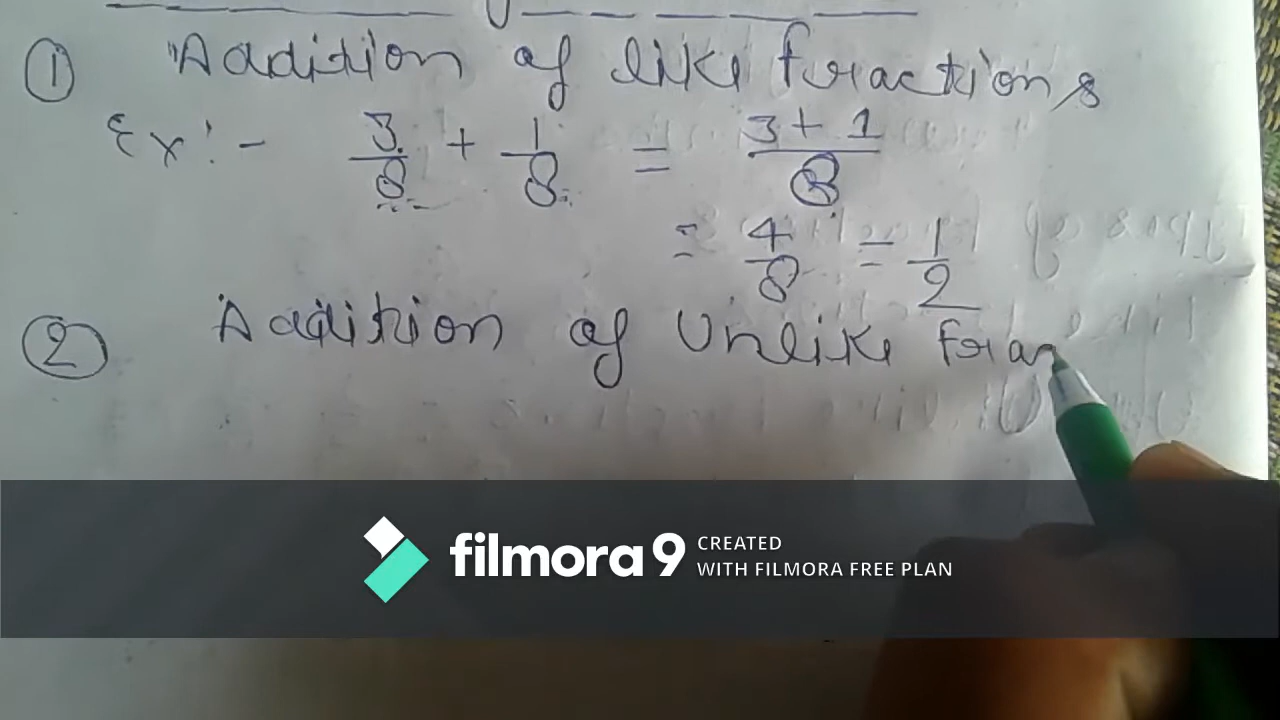 ① Addition of like fractions
Ex:- 3/8 + 1/8 = 3+1/8
= 4/8 = 1/2
② Addition of Unlike fra
filmora 9 CREATED
WITH FILMORA FREE PLAN